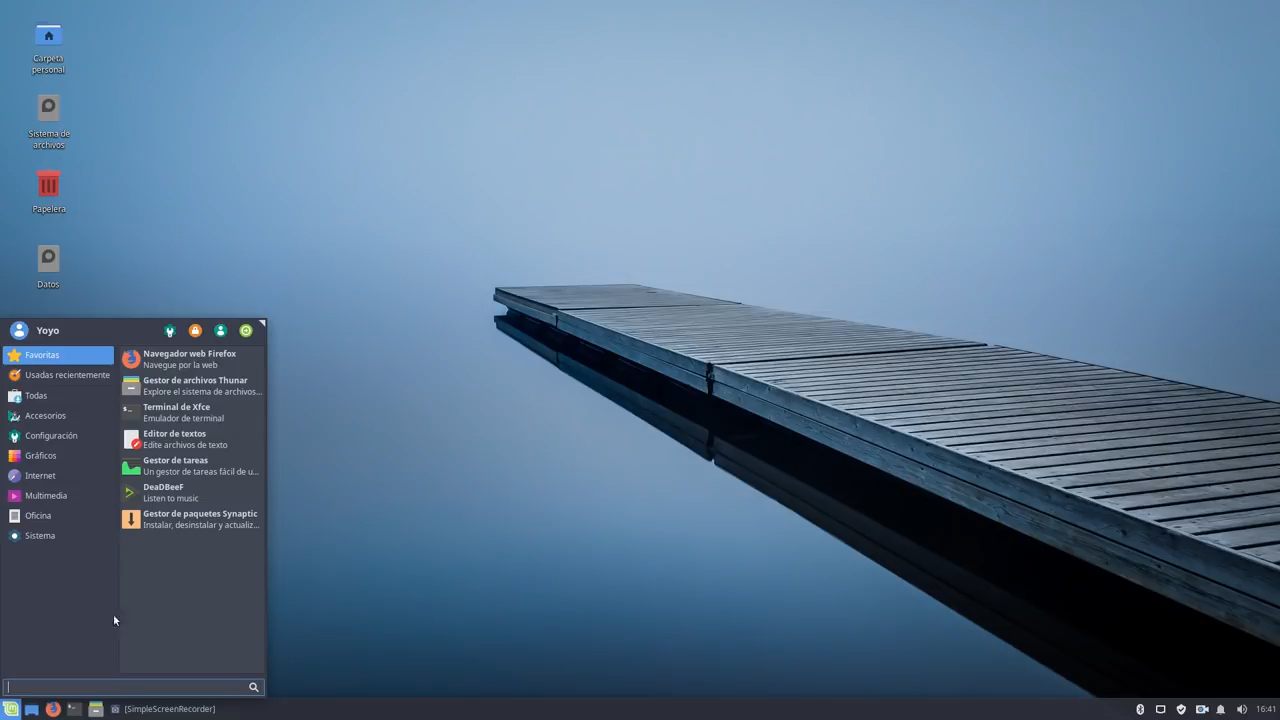 Carpeta
personal
Sistema de
archivos
Papelera
Datos
Yoyo
Favoritas
Usadas recientemente
Todas
Accesorios
Configuración
Gráficos
Internet
Multimedia
Oficina
Sistema
Navegador web Firefox
Navegue por la web
Gestor de archivos Thunar
Explore el sistema de archivos...
Terminal de Xfce
Emulador de terminal
Editor de textos
Edite archivos de texto
Gestor de tareas
Un gestor de tareas fácil de u...
DeaDBeeF
Listen to music
Gestor de paquetes Synaptic
Instalar, desinstalar y actualiz...
[SimpleScreenRecorder]
16:41